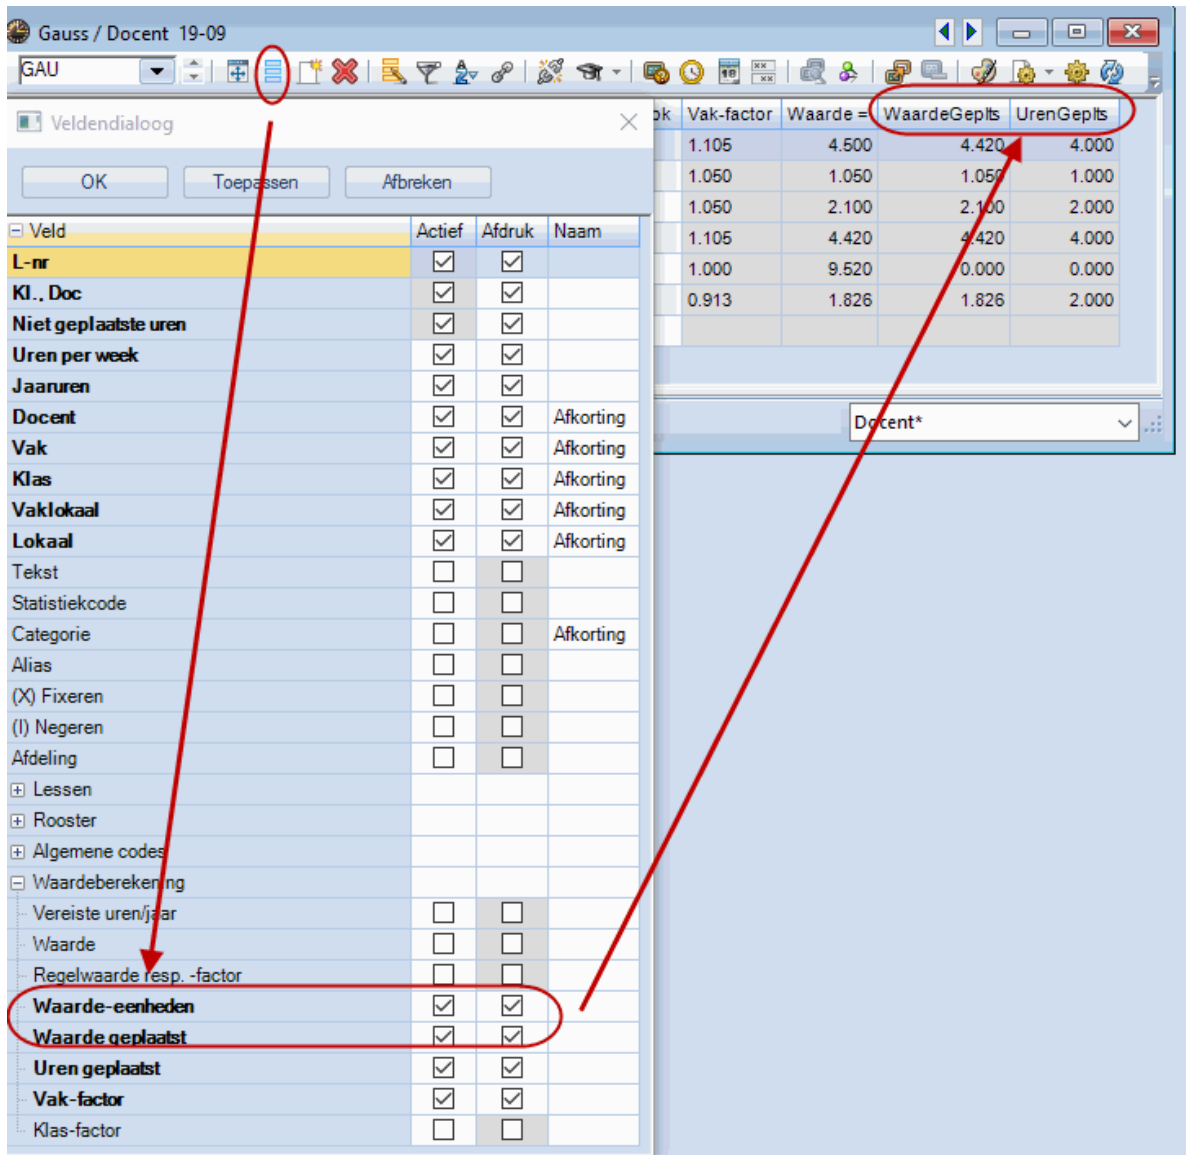 Gauss / Docent 19-09
GAU
Veldendialoog
OK Toepassen Afbreken
Veld Actief Afdruk Naam
L-nr
Kl., Doc
Niet geplaatste uren
Uren per week
Jaaruren
Docent Afkorting
Vak Afkorting
Klas Afkorting
Vaklokaal Afkorting
Lokaal Afkorting
Tekst
Statistiekcode
Categorie Afkorting
Alias
(X) Fixeren
(I) Negeren
Afdeling
Lessen
Rooster
Algemene codes
Waardeberekening
Vereiste uren/jaar
Waarde
Regelwaarde resp. -factor
Waarde-eenheden
Waarde geplaatst
Uren geplaatst
Vak-factor
Klas-factor
Vak-factor Waarde = WaardeGeplts UrenGeplts
1.105 4.500 4.420 4.000
1.050 1.050 1.050 1.000
1.050 2.100 2.100 2.000
1.105 4.420 4.420 4.000
1.000 9.520 0.000 0.000
0.913 1.826 1.826 2.000
Docent*